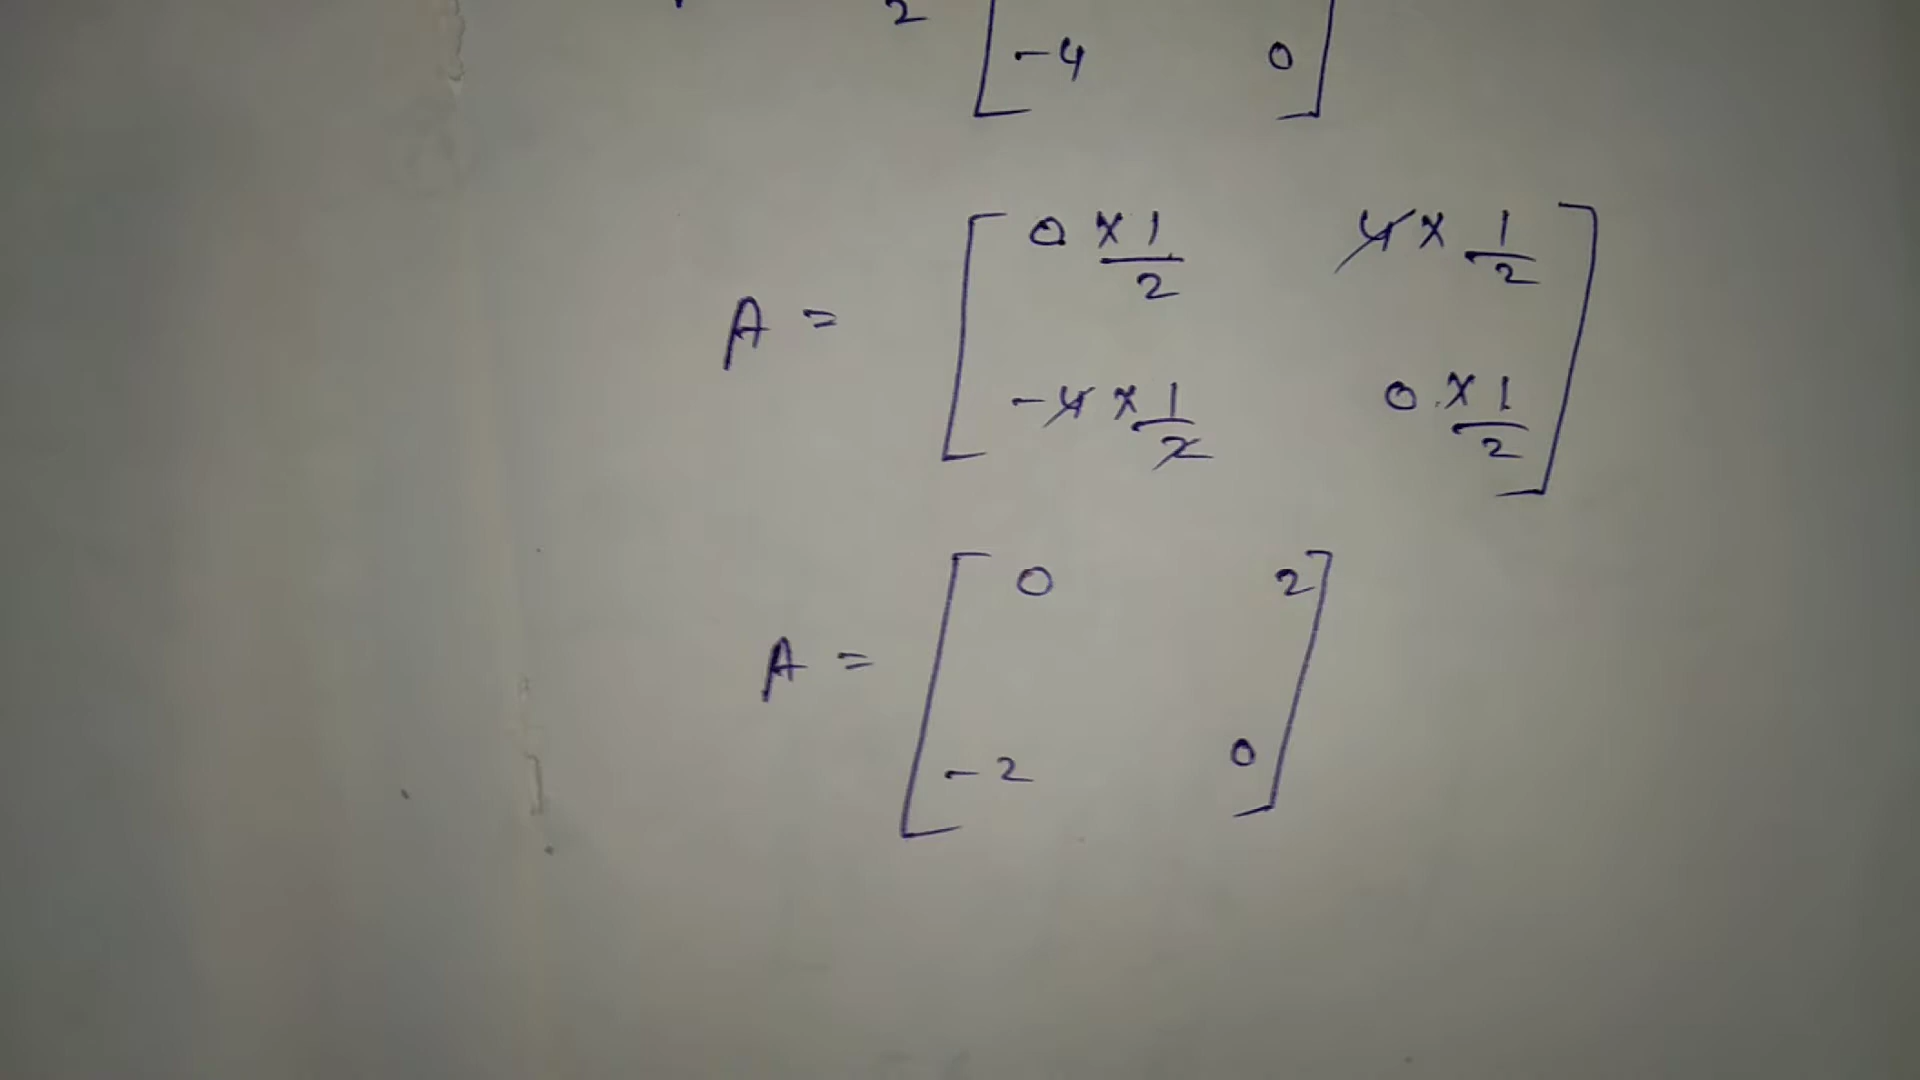 2 [-4 0]
A = [0 × 1/2 4 × 1/2
-4 × 1/2 0 × 1/2]
A = [0 2
-2 0]